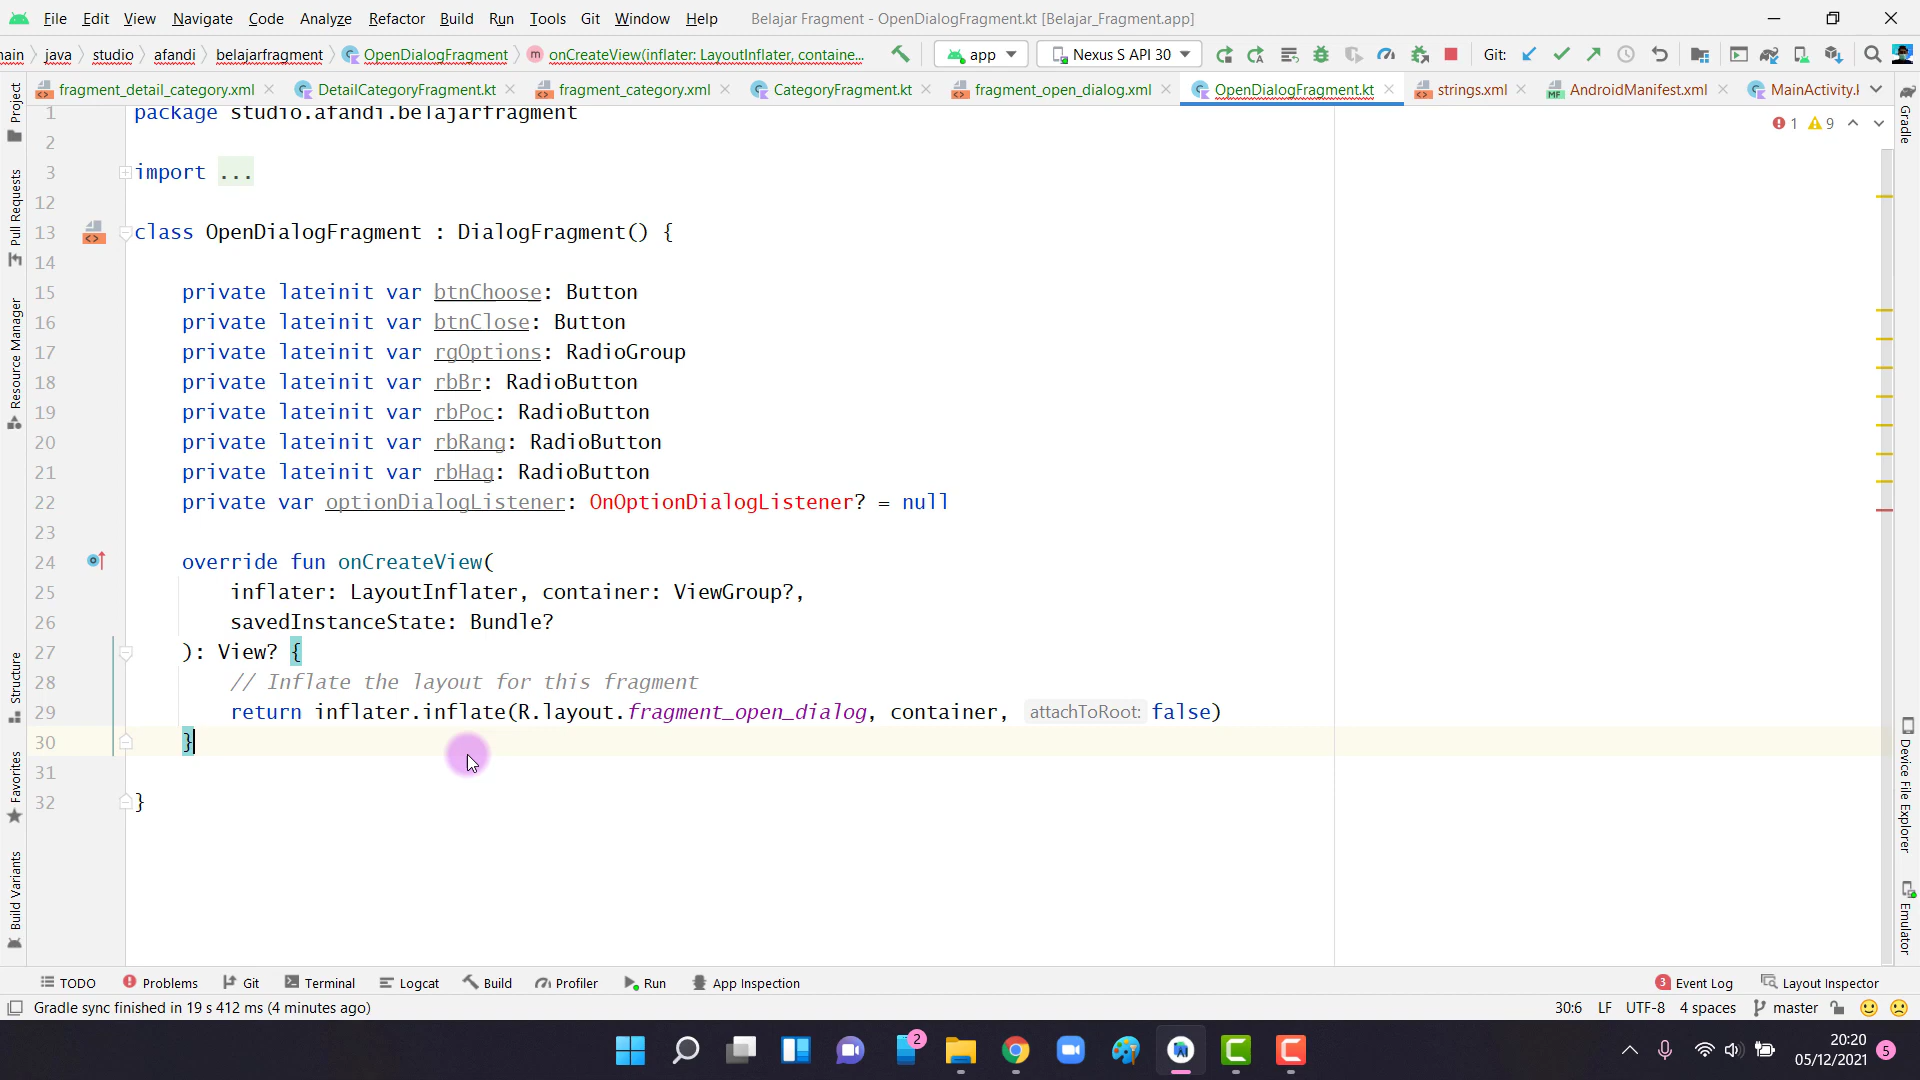 File Edit View Navigate Code Analyze Refactor Build Run Tools Git Window Help Belajar Fragment - OpenDialogFragment.kt [Belajar_Fragment.app]
main java studio afandi belajarfragment OpenDialogFragment m onCreateView(inflater: LayoutInflater, containe... app Nexus S API 30 Git:
fragment_detail_category.xml DetailCategoryFragment.kt fragment_category.xml CategoryFragment.kt fragment_open_dialog.xml OpenDialogFragment.kt strings.xml AndroidManifest.xml MainActivity.k
1 package studio.afandi.belajarfragment
1 9
2
3 import ...
12
13 class OpenDialogFragment : DialogFragment() {
14
15 private lateinit var btnChoose: Button
16 private lateinit var btnClose: Button
17 private lateinit var rgOptions: RadioGroup
18 private lateinit var rbBr: RadioButton
19 private lateinit var rbPoc: RadioButton
20 private lateinit var rbRang: RadioButton
21 private lateinit var rbHag: RadioButton
22 private var optionDialogListener: OnOptionDialogListener? = null
23
24 override fun onCreateView(
25 inflater: LayoutInflater, container: ViewGroup?,
26 savedInstanceState: Bundle?
27 ): View? {
28 // Inflate the layout for this fragment
29 return inflater.inflate(R.layout.fragment_open_dialog, container, attachToRoot: false)
30 }
31
32 }
Project
Pull Requests
Resource Manager
Structure
Favorites
Build Variants
Gradle
Device File Explorer
Emulator
TODO Problems Git Terminal Logcat Build Profiler Run App Inspection 3 Event Log Layout Inspector
Gradle sync finished in 19 s 412 ms (4 minutes ago) 30:6 LF UTF-8 4 spaces master
2
20:20
05/12/2021 5